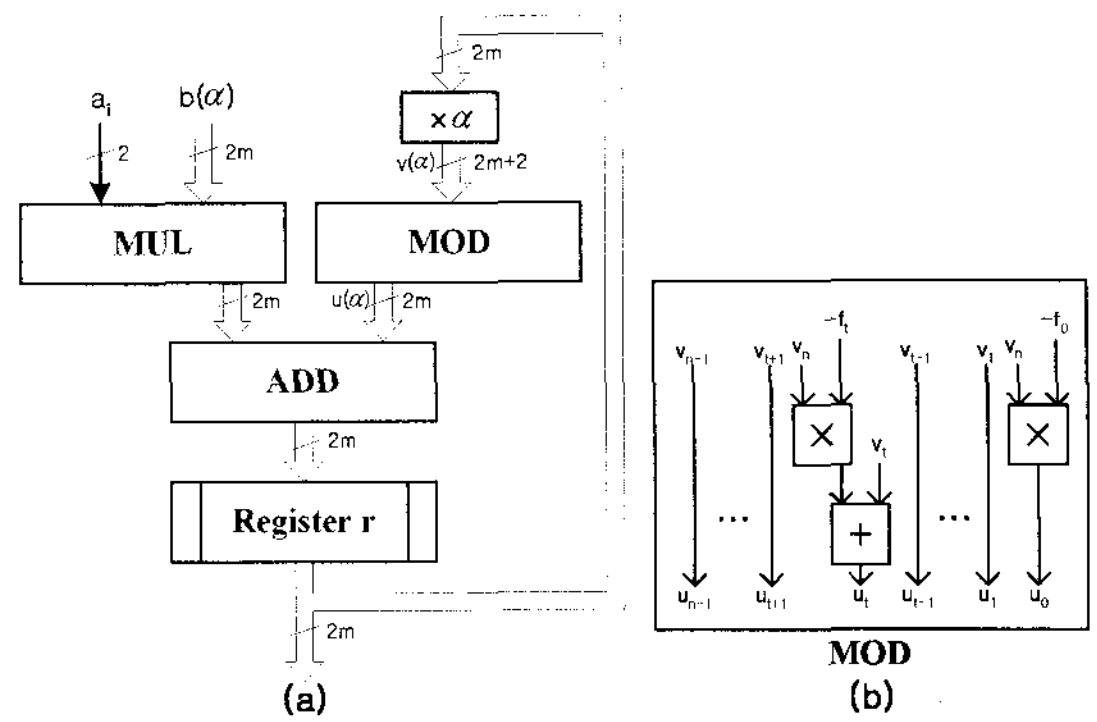 2m
×α
a_i
b(α)
2
2m
v(α)
2m+2
MUL
MOD
2m
u(α)
2m
ADD
2m
Register r
2m
(a)
-f_t
-f_0
v_{n-1}
v_{t+1}
v_n
v_{t-1}
v_1
v_n
×
×
v_t
...
+
...
u_{n-1}
u_{t+1}
u_t
u_{t-1}
u_1
u_0
MOD
(b)